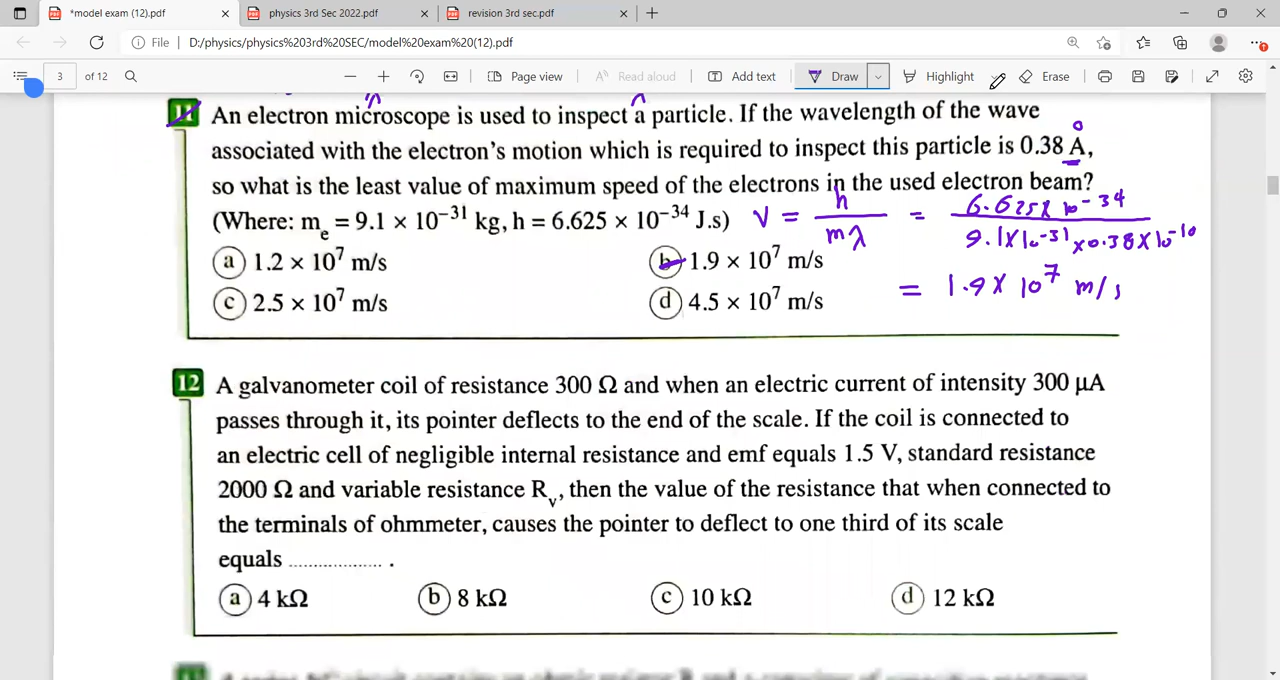 *model exam (12).pdf
physics 3rd Sec 2022.pdf
revision 3rd sec.pdf
File D:/physics/physics%203rd%20SEC/model%20exam%20(12).pdf
3 of 12
Page view
Read aloud
Add text
Draw
Highlight
Erase
11 An electron microscope is used to inspect a particle. If the wavelength of the wave
associated with the electron's motion which is required to inspect this particle is 0.38 Å,
so what is the least value of maximum speed of the electrons in the used electron beam?
(Where: mₑ = 9.1 × 10⁻³¹ kg, h = 6.625 × 10⁻³⁴ J.s)
V = h / mλ = 6.625 × 10⁻³⁴ / 9.1 × 10⁻³¹ × 0.38 × 10⁻¹⁰
= 1.9 × 10⁷ m/s
a 1.2 × 10⁷ m/s
b 1.9 × 10⁷ m/s
c 2.5 × 10⁷ m/s
d 4.5 × 10⁷ m/s
12 A galvanometer coil of resistance 300 Ω and when an electric current of intensity 300 μA
passes through it, its pointer deflects to the end of the scale. If the coil is connected to
an electric cell of negligible internal resistance and emf equals 1.5 V, standard resistance
2000 Ω and variable resistance Rᵥ, then the value of the resistance that when connected to
the terminals of ohmmeter, causes the pointer to deflect to one third of its scale
equals .................. .
a 4 kΩ
b 8 kΩ
c 10 kΩ
d 12 kΩ